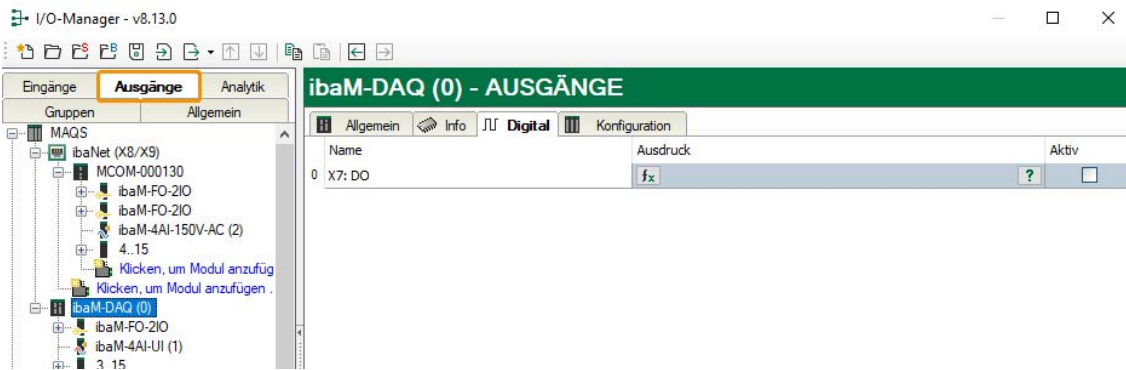 I/O-Manager - v8.13.0
Eingänge Ausgänge Analytik
Gruppen Allgemein
MAQS
ibaNet (X8/X9)
MCOM-000130
ibaM-FO-2IO
ibaM-FO-2IO
ibaM-4AI-150V-AC (2)
4..15
Klicken, um Modul anzufüg
Klicken, um Modul anzufügen .
ibaM-DAQ (0)
ibaM-FO-2IO
ibaM-4AI-UI (1)
3..15
ibaM-DAQ (0) - AUSGÄNGE
Allgemein Info Digital Konfiguration
Name Ausdruck Aktiv
0 X7: DO fx ?